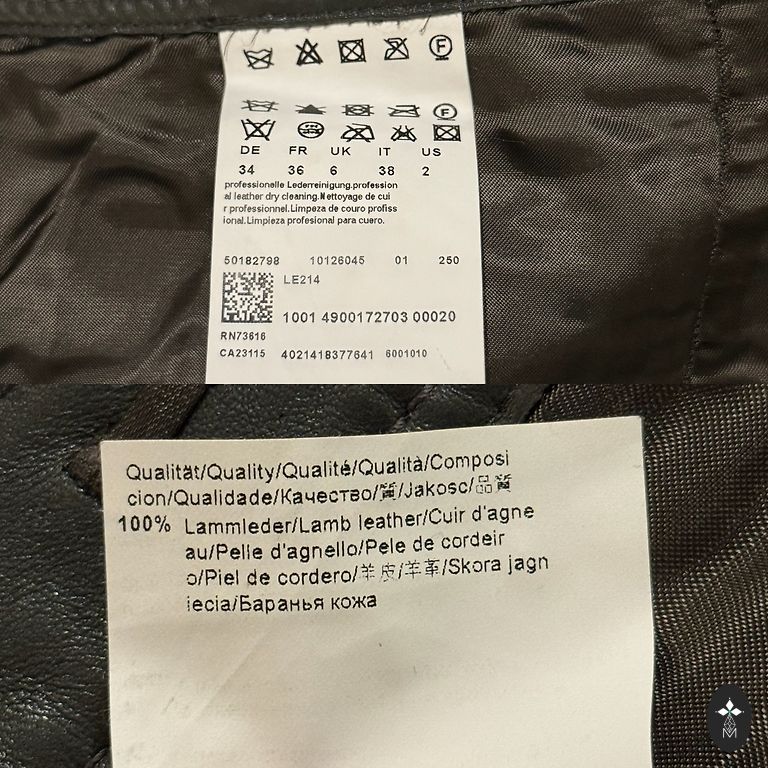 F
F
DE FR UK IT US
34 36 6 38 2
professionelle Lederreinigung.profession
al leather dry cleaning.Nettoyage de cui
r professionnel.Limpeza de couro profiss
ional.Limpieza profesional para cuero.
50182798 10126045 01 250
LE214
1001 4900172703 00020
RN73616
CA23115 4021418377641 6001010
Qualität/Quality/Qualité/Qualità/Composi
cion/Qualidade/Качество/質/Jakosc/品質
100% Lammleder/Lamb leather/Cuir d'agne
au/Pelle d'agnello/Pele de cordeir
o/Piel de cordero/羊皮/羊革/Skora jagn
iecia/Баранья кожа
M